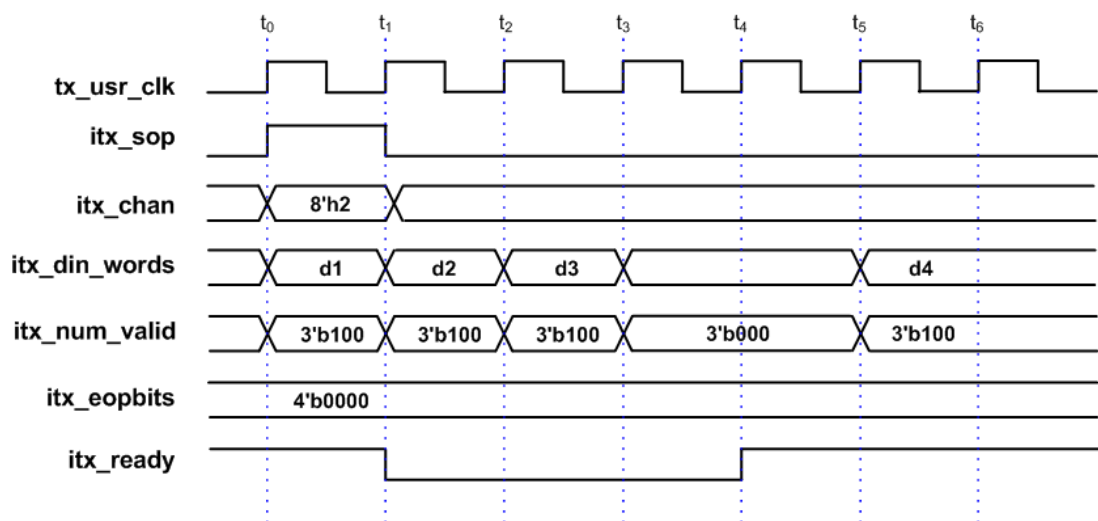 t0 t1 t2 t3 t4 t5 t6
tx_usr_clk
itx_sop
itx_chan 8'h2
itx_din_words d1 d2 d3 d4
itx_num_valid 3'b100 3'b100 3'b100 3'b000 3'b100
itx_eopbits 4'b0000
itx_ready